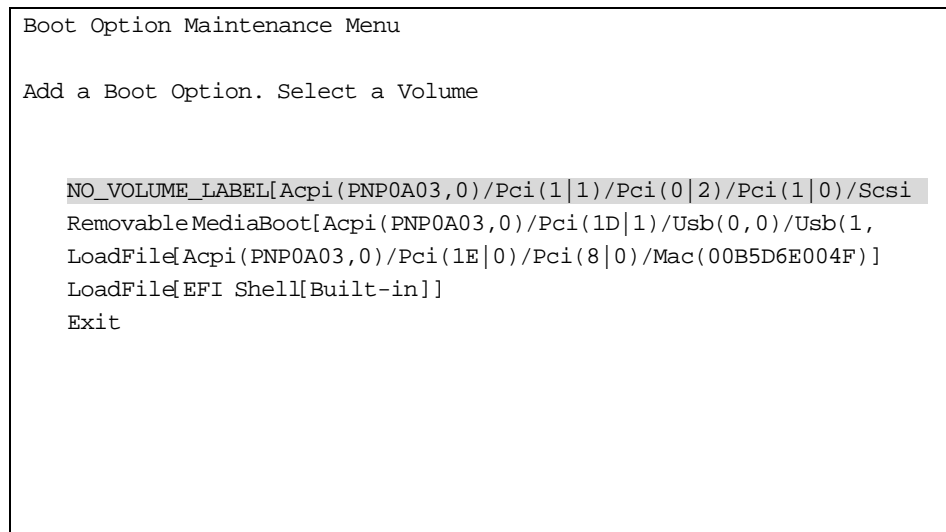 Boot Option Maintenance Menu
Add a Boot Option. Select a Volume
NO_VOLUME_LABEL[Acpi(PNP0A03,0)/Pci(1|1)/Pci(0|2)/Pci(1|0)/Scsi
Removable MediaBoot[Acpi(PNP0A03,0)/Pci(1D|1)/Usb(0,0)/Usb(1,
LoadFile[Acpi(PNP0A03,0)/Pci(1E|0)/Pci(8|0)/Mac(00B5D6E004F)]
LoadFile[EFI Shell[Built-in]]
Exit